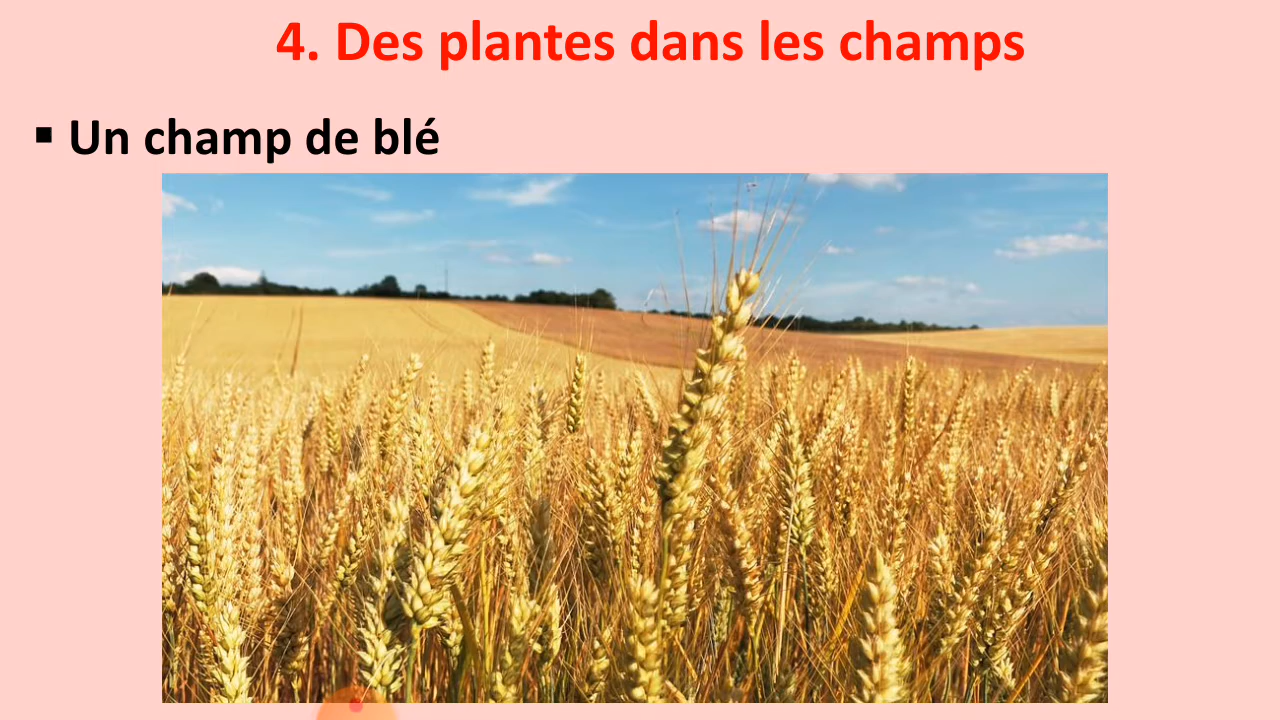 4. Des plantes dans les champs
▪ Un champ de blé